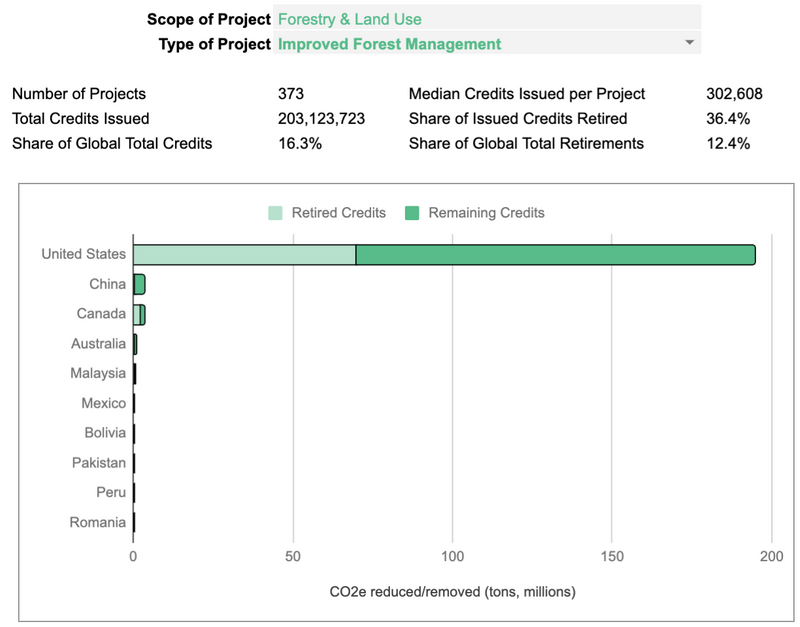 Scope of Project Forestry & Land Use
Type of Project Improved Forest Management
Number of Projects 373 Median Credits Issued per Project 302,608
Total Credits Issued 203,123,723 Share of Issued Credits Retired 36.4%
Share of Global Total Credits 16.3% Share of Global Total Retirements 12.4%
Retired Credits Remaining Credits
United States
China
Canada
Australia
Malaysia
Mexico
Bolivia
Pakistan
Peru
Romania
0 50 100 150 200
CO2e reduced/removed (tons, millions)